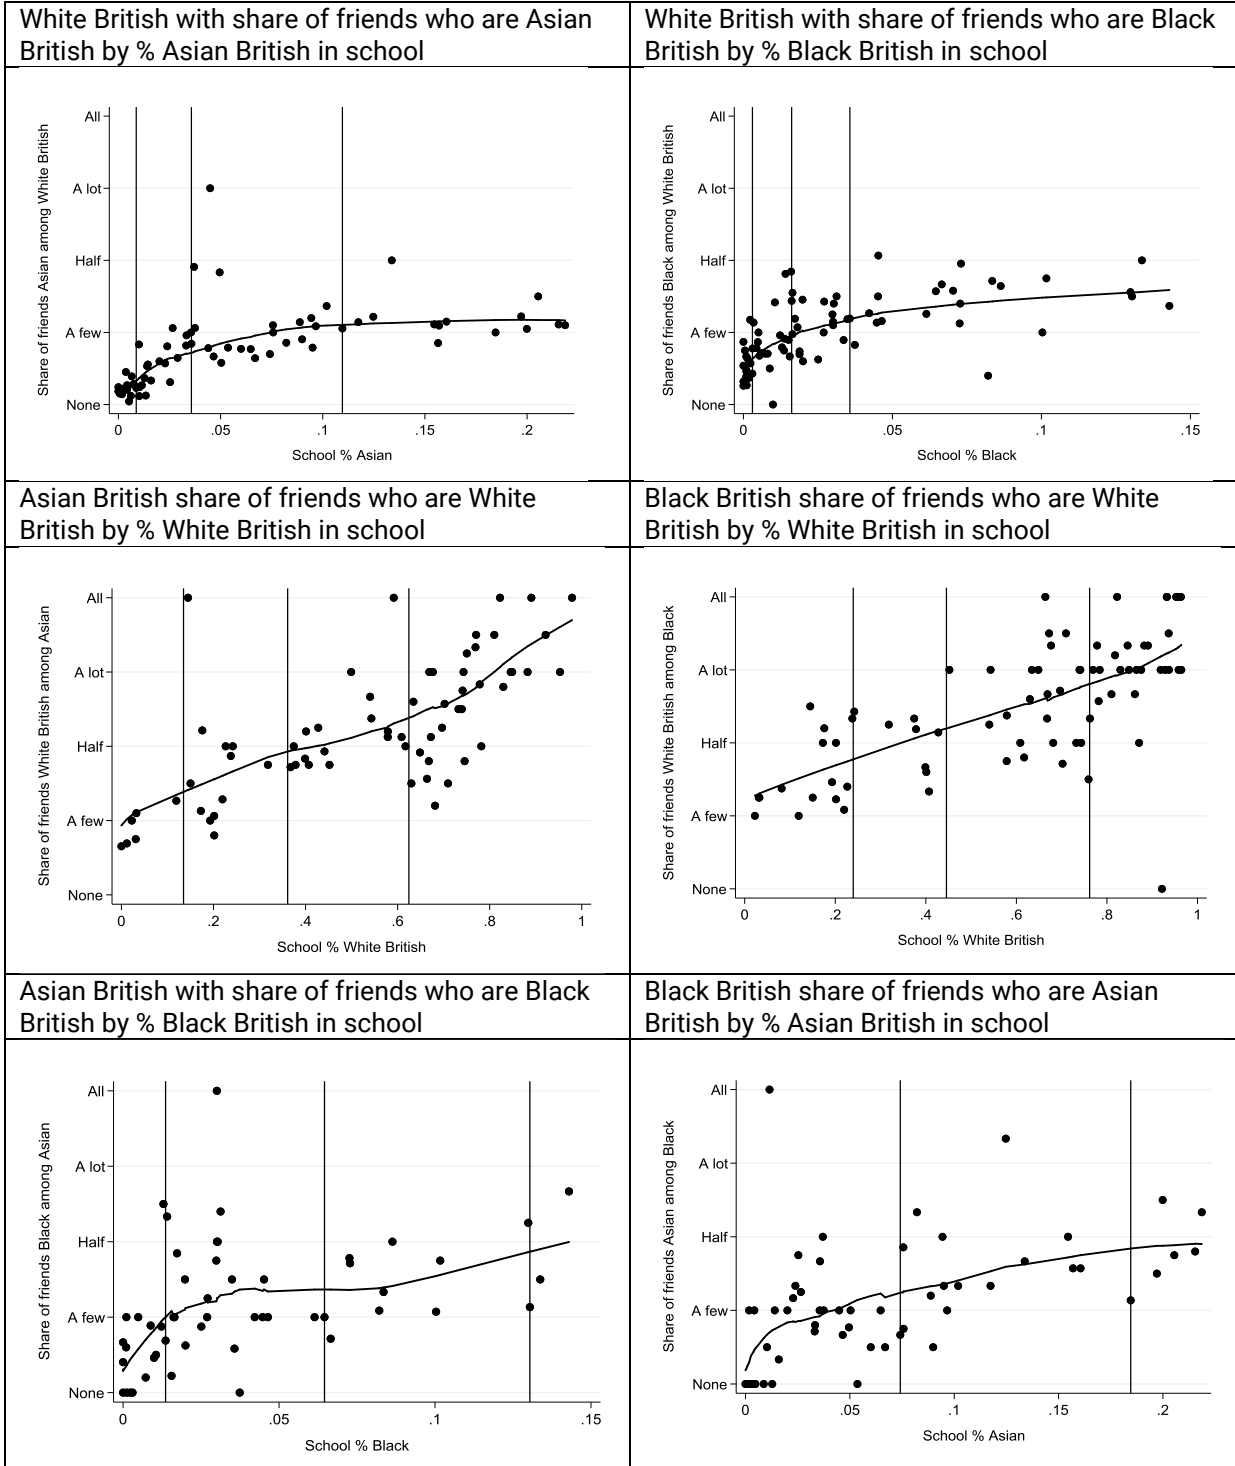 White British with share of friends who are Asian
British by % Asian British in school
White British with share of friends who are Black
British by % Black British in school
Share of friends Asian among White British
All
A lot
Half
A few
None
0 .05 .1 .15 .2
School % Asian
Share of friends Black among White British
All
A lot
Half
A few
None
0 .05 .1 .15
School % Black
Asian British share of friends who are White
British by % White British in school
Black British share of friends who are White
British by % White British in school
Share of friends White British among Asian
All
A lot
Half
A few
None
0 .2 .4 .6 .8 1
School % White British
Share of friends White British among Black
All
A lot
Half
A few
None
0 .2 .4 .6 .8 1
School % White British
Asian British with share of friends who are Black
British by % Black British in school
Black British share of friends who are Asian
British by % Asian British in school
Share of friends Black among Asian
All
A lot
Half
A few
None
0 .05 .1 .15
School % Black
Share of friends Asian among Black
All
A lot
Half
A few
None
0 .05 .1 .15 .2
School % Asian